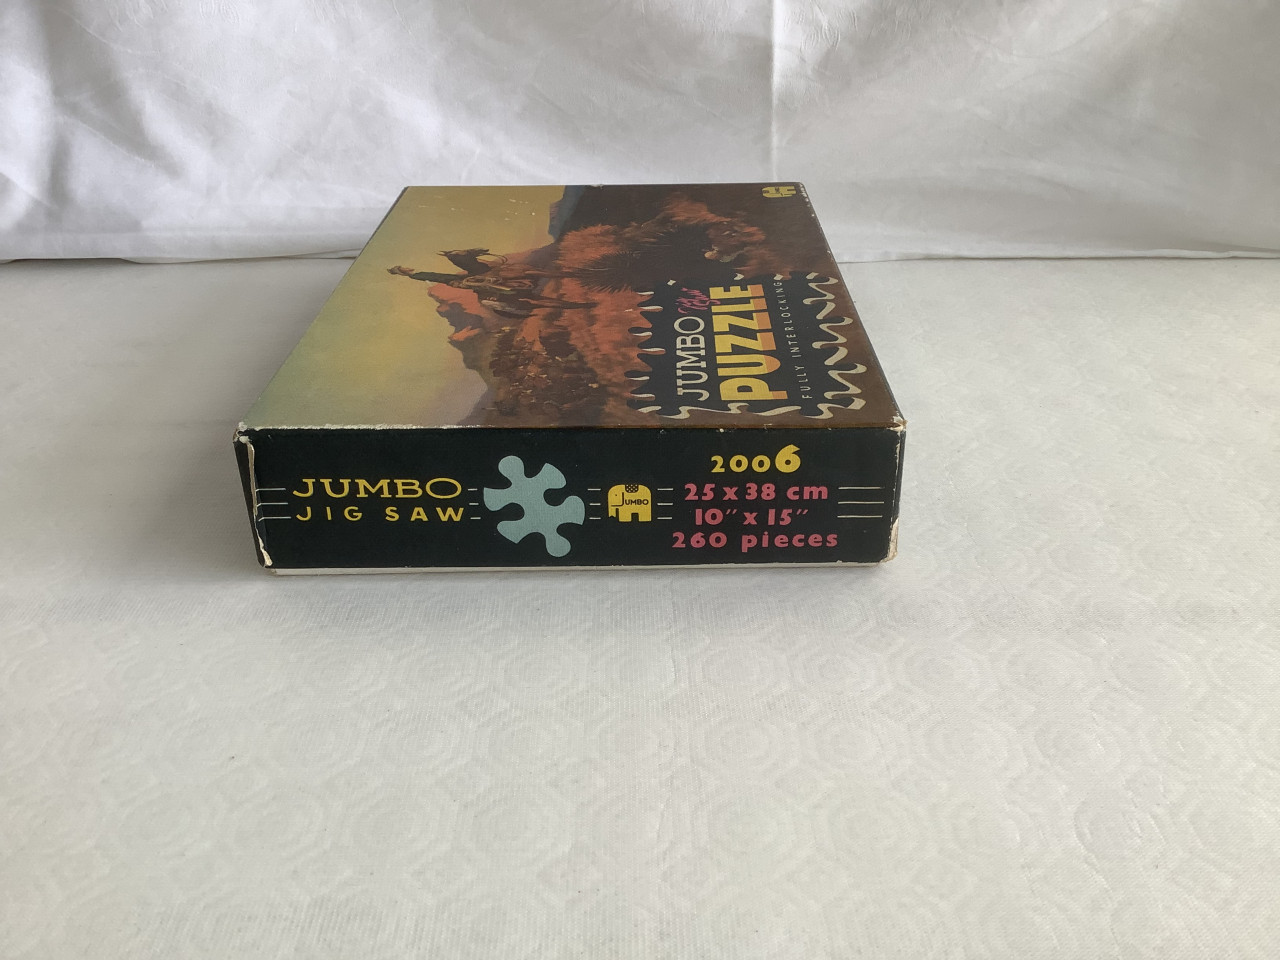 JUMBO
PUZZLE
FULLY INTERLOCKING
JUMBO
JIG SAW
JUMBO
2006
25 x 38 cm
10" x 15"
260 pieces